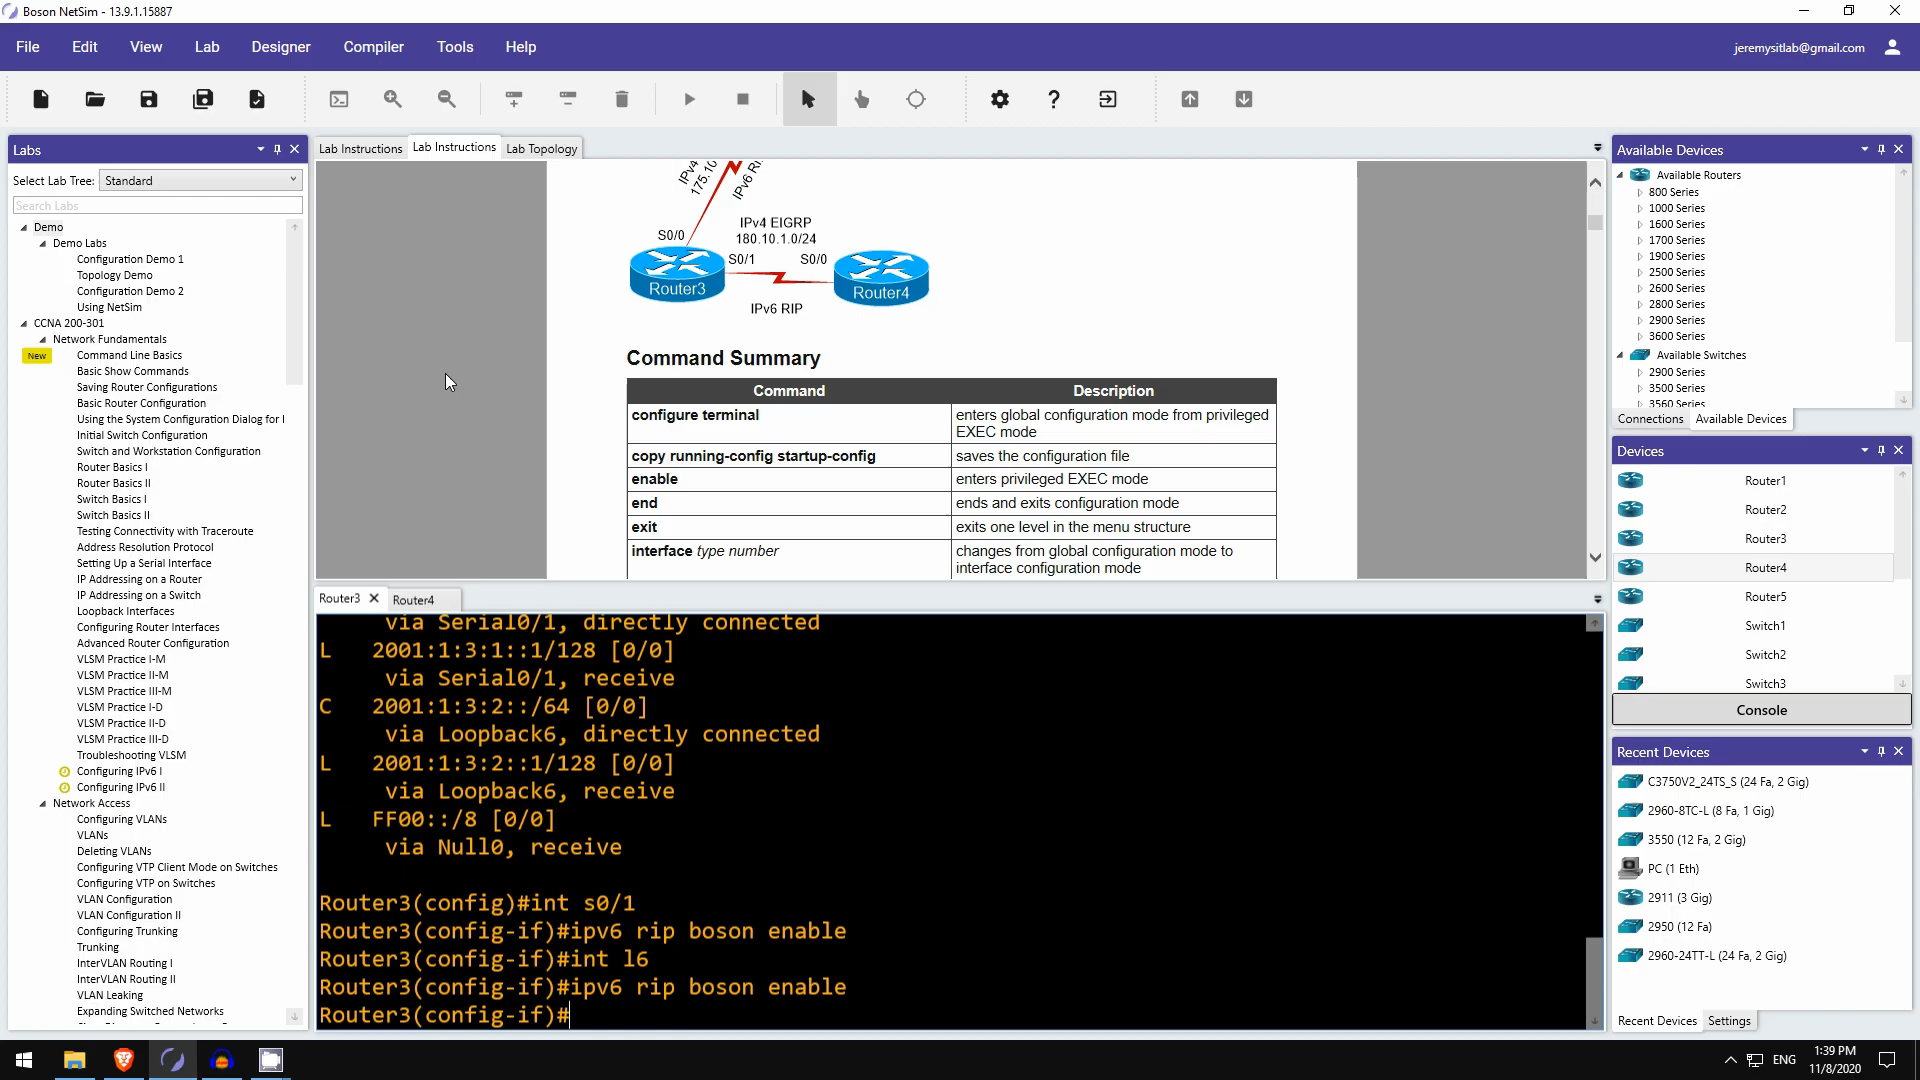 Boson NetSim - 13.9.1.15887
File
Edit
View
Lab
Designer
Compiler
Tools
Help
jeremysitlab@gmail.com
Labs
Select Lab Tree:
Standard
Search Labs
Demo
Demo Labs
Configuration Demo 1
Topology Demo
Configuration Demo 2
Using NetSim
CCNA 200-301
Network Fundamentals
New
Command Line Basics
Basic Show Commands
Saving Router Configurations
Basic Router Configuration
Using the System Configuration Dialog for I
Initial Switch Configuration
Switch and Workstation Configuration
Router Basics I
Router Basics II
Switch Basics I
Switch Basics II
Testing Connectivity with Traceroute
Address Resolution Protocol
Setting Up a Serial Interface
IP Addressing on a Router
IP Addressing on a Switch
Loopback Interfaces
Configuring Router Interfaces
Advanced Router Configuration
VLSM Practice I-M
VLSM Practice II-M
VLSM Practice III-M
VLSM Practice I-D
VLSM Practice II-D
VLSM Practice III-D
Troubleshooting VLSM
Configuring IPv6 I
Configuring IPv6 II
Network Access
Configuring VLANs
VLANs
Deleting VLANs
Configuring VTP Client Mode on Switches
Configuring VTP on Switches
VLAN Configuration
VLAN Configuration II
Configuring Trunking
Trunking
InterVLAN Routing I
InterVLAN Routing II
VLAN Leaking
Expanding Switched Networks
Lab Instructions
Lab Instructions
Lab Topology
IPv4
175.10
S0/0
IPv4 EIGRP
180.10.1.0/24
S0/1
S0/0
Router3
Router4
IPv6 RIP
Command Summary
Command
Description
configure terminal
enters global configuration mode from privileged
EXEC mode
copy running-config startup-config
saves the configuration file
enable
enters privileged EXEC mode
end
ends and exits configuration mode
exit
exits one level in the menu structure
interface type number
changes from global configuration mode to
interface configuration mode
Router3
Router4
via Serial0/1, directly connected
L 2001:1:3:1::1/128 [0/0]
via Serial0/1, receive
C 2001:1:3:2::/64 [0/0]
via Loopback6, directly connected
L 2001:1:3:2::1/128 [0/0]
via Loopback6, receive
L FF00::/8 [0/0]
via Null0, receive
Router3(config)#int s0/1
Router3(config-if)#ipv6 rip boson enable
Router3(config-if)#int l6
Router3(config-if)#ipv6 rip boson enable
Router3(config-if)#
Available Devices
Available Routers
800 Series
1000 Series
1600 Series
1700 Series
1900 Series
2500 Series
2600 Series
2800 Series
2900 Series
3600 Series
Available Switches
2900 Series
3500 Series
3560 Series
Connections
Available Devices
Devices
Router1
Router2
Router3
Router4
Router5
Switch1
Switch2
Switch3
Console
Recent Devices
C3750V2_24TS_S (24 Fa, 2 Gig)
2960-8TC-L (8 Fa, 1 Gig)
3550 (12 Fa, 2 Gig)
PC (1 Eth)
2911 (3 Gig)
2950 (12 Fa)
2960-24TT-L (24 Fa, 2 Gig)
Recent Devices
Settings
ENG
1:39 PM
11/8/2020